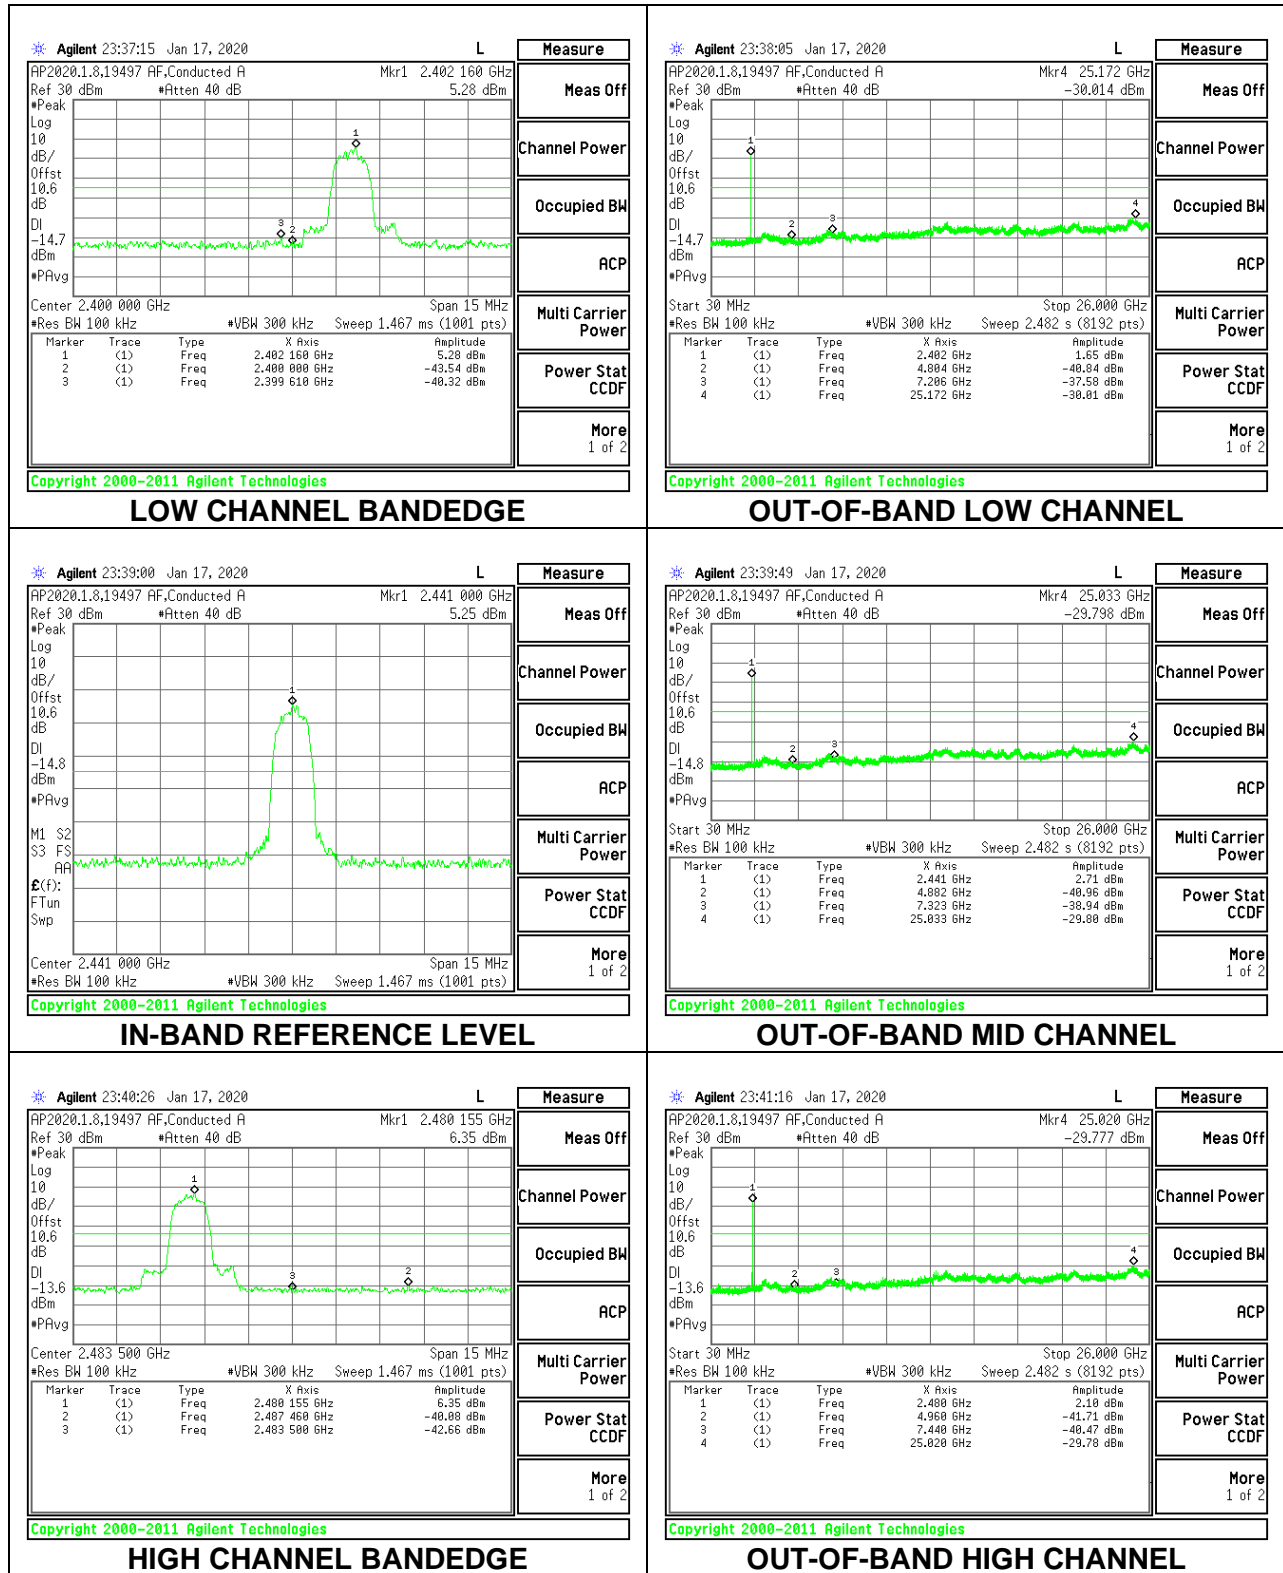 Agilent 23:37:15 Jan 17, 2020 L
Measure
AP2020.1.8,19497 AF,Conducted A Mkr1 2.402 160 GHz
Ref 30 dBm #Atten 40 dB 5.28 dBm
Meas Off
#Peak
Log
1
10
dB/
Channel Power
Offst
10.6
dB
Occupied BW
3
2
DI
-14.7
dBm
ACP
#PAvg
Center 2.400 000 GHz Span 15 MHz
#Res BW 100 kHz #VBW 300 kHz Sweep 1.467 ms (1001 pts)
Multi Carrier
Power
Marker Trace Type X Axis Amplitude
1 (1) Freq 2.402 160 GHz 5.28 dBm
2 (1) Freq 2.400 000 GHz -43.54 dBm
3 (1) Freq 2.399 610 GHz -40.32 dBm
Power Stat
CCDF
More
1 of 2
Copyright 2000-2011 Agilent Technologies
LOW CHANNEL BANDEDGE
Agilent 23:38:05 Jan 17, 2020 L
Measure
AP2020.1.8,19497 AF,Conducted A Mkr4 25.172 GHz
Ref 30 dBm #Atten 40 dB -30.014 dBm
Meas Off
#Peak
Log
1
10
dB/
Channel Power
Offst
10.6
dB
Occupied BW
2
3
4
DI
-14.7
dBm
ACP
#PAvg
Start 30 MHz Stop 26.000 GHz
#Res BW 100 kHz #VBW 300 kHz Sweep 2.482 s (8192 pts)
Multi Carrier
Power
Marker Trace Type X Axis Amplitude
1 (1) Freq 2.402 GHz 1.65 dBm
2 (1) Freq 4.804 GHz -40.84 dBm
3 (1) Freq 7.206 GHz -37.58 dBm
4 (1) Freq 25.172 GHz -30.01 dBm
Power Stat
CCDF
More
1 of 2
Copyright 2000-2011 Agilent Technologies
OUT-OF-BAND LOW CHANNEL
Agilent 23:39:00 Jan 17, 2020 L
Measure
AP2020.1.8,19497 AF,Conducted A Mkr1 2.441 000 GHz
Ref 30 dBm #Atten 40 dB 5.25 dBm
Meas Off
#Peak
Log
10
dB/
Channel Power
Offst
1
10.6
dB
Occupied BW
DI
-14.8
dBm
ACP
#PAvg
M1 S2
S3 FS
AA
Multi Carrier
Power
£(f):
FTun
Swp
Power Stat
CCDF
Center 2.441 000 GHz Span 15 MHz
#Res BW 100 kHz #VBW 300 kHz Sweep 1.467 ms (1001 pts)
More
1 of 2
Copyright 2000-2011 Agilent Technologies
IN-BAND REFERENCE LEVEL
Agilent 23:39:49 Jan 17, 2020 L
Measure
AP2020.1.8,19497 AF,Conducted A Mkr4 25.033 GHz
Ref 30 dBm #Atten 40 dB -29.798 dBm
Meas Off
#Peak
Log
1
10
dB/
Channel Power
Offst
10.6
dB
Occupied BW
2
3
4
DI
-14.8
dBm
ACP
#PAvg
Start 30 MHz Stop 26.000 GHz
#Res BW 100 kHz #VBW 300 kHz Sweep 2.482 s (8192 pts)
Multi Carrier
Power
Marker Trace Type X Axis Amplitude
1 (1) Freq 2.441 GHz 2.71 dBm
2 (1) Freq 4.882 GHz -40.96 dBm
3 (1) Freq 7.323 GHz -38.94 dBm
4 (1) Freq 25.033 GHz -29.80 dBm
Power Stat
CCDF
More
1 of 2
Copyright 2000-2011 Agilent Technologies
OUT-OF-BAND MID CHANNEL
Agilent 23:40:26 Jan 17, 2020 L
Measure
AP2020.1.8,19497 AF,Conducted A Mkr1 2.480 155 GHz
Ref 30 dBm #Atten 40 dB 6.35 dBm
Meas Off
#Peak
Log
1
10
dB/
Channel Power
Offst
10.6
dB
Occupied BW
3
2
DI
-13.6
dBm
ACP
#PAvg
Center 2.483 500 GHz Span 15 MHz
#Res BW 100 kHz #VBW 300 kHz Sweep 1.467 ms (1001 pts)
Multi Carrier
Power
Marker Trace Type X Axis Amplitude
1 (1) Freq 2.480 155 GHz 6.35 dBm
2 (1) Freq 2.487 460 GHz -40.08 dBm
3 (1) Freq 2.483 500 GHz -42.66 dBm
Power Stat
CCDF
More
1 of 2
Copyright 2000-2011 Agilent Technologies
HIGH CHANNEL BANDEDGE
Agilent 23:41:16 Jan 17, 2020 L
Measure
AP2020.1.8,19497 AF,Conducted A Mkr4 25.020 GHz
Ref 30 dBm #Atten 40 dB -29.777 dBm
Meas Off
#Peak
Log
1
10
dB/
Channel Power
Offst
10.6
dB
Occupied BW
2
3
4
DI
-13.6
dBm
ACP
#PAvg
Start 30 MHz Stop 26.000 GHz
#Res BW 100 kHz #VBW 300 kHz Sweep 2.482 s (8192 pts)
Multi Carrier
Power
Marker Trace Type X Axis Amplitude
1 (1) Freq 2.480 GHz 2.10 dBm
2 (1) Freq 4.960 GHz -41.71 dBm
3 (1) Freq 7.440 GHz -40.47 dBm
4 (1) Freq 25.020 GHz -29.78 dBm
Power Stat
CCDF
More
1 of 2
Copyright 2000-2011 Agilent Technologies
OUT-OF-BAND HIGH CHANNEL